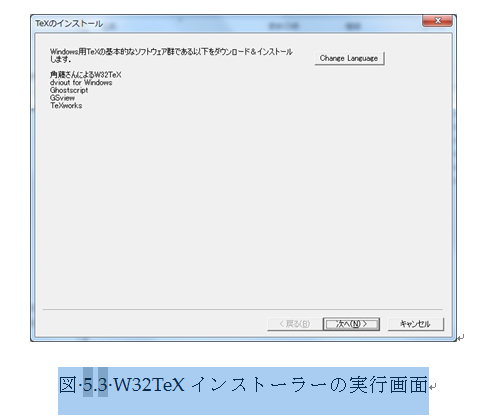 TeXのインストール
Windows用TeXの基本的なソフトウェア群である以下をダウンロード＆インストール
します。
Change Language
角藤さんによるW32TeX
dviout for Windows
Ghostscript
GSview
TeXworks
< 戻る(B)
次へ(N) >
キャンセル
図 5.3 W32TeX インストーラーの実行画面